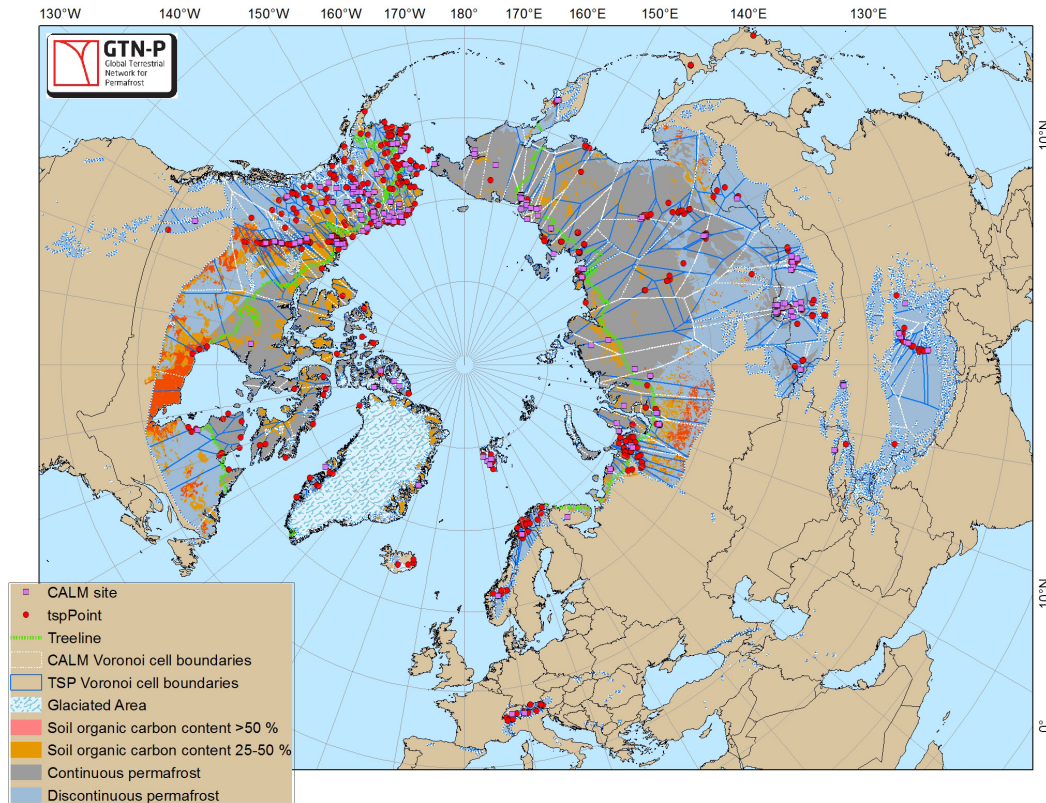 130°W 140°W 150°W 160°W 170°W 180° 170°E 160°E 150°E 140°E 130°E
GTN-P
Global Terrestrial
Network for
Permafrost
10°N
10°N
0°
CALM site
tspPoint
Treeline
CALM Voronoi cell boundaries
TSP Voronoi cell boundaries
Glaciated Area
Soil organic carbon content >50 %
Soil organic carbon content 25-50 %
Continuous permafrost
Discontinuous permafrost